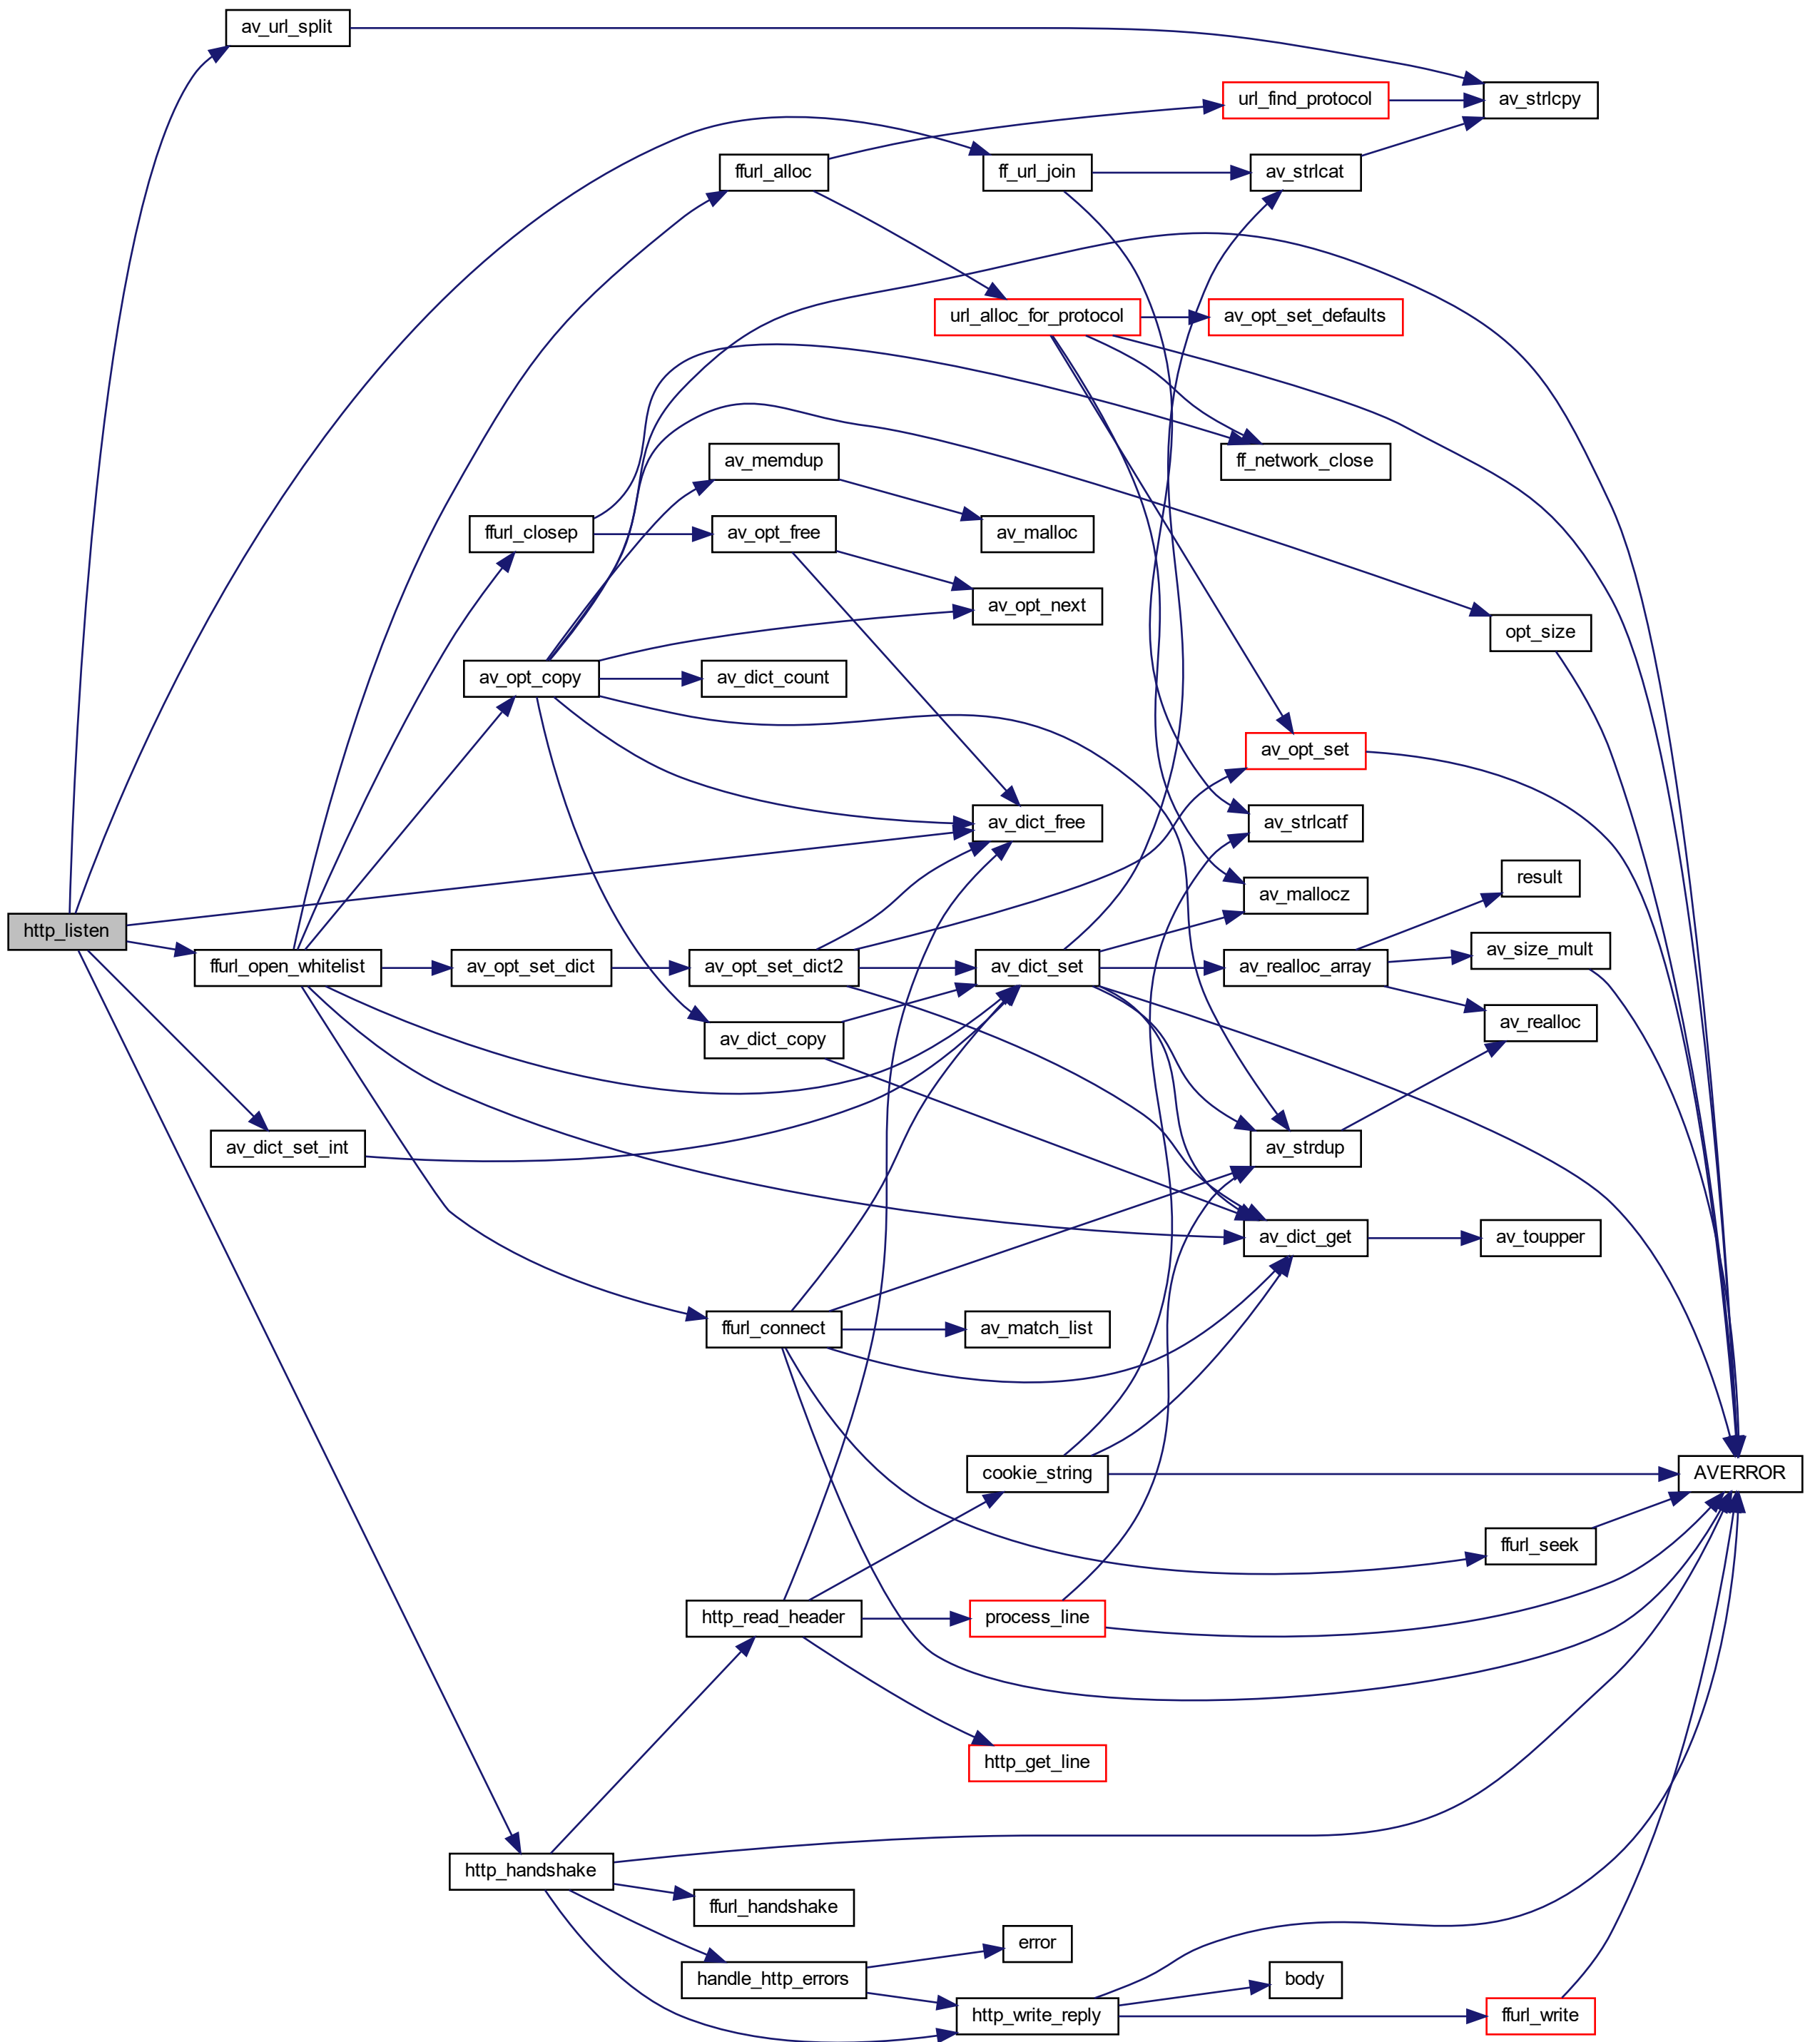 av_url_split
url_find_protocol
av_strlcpy
ffurl_alloc
ff_url_join
av_strlcat
url_alloc_for_protocol
av_opt_set_defaults
av_memdup
ff_network_close
ffurl_closep
av_opt_free
av_malloc
av_opt_next
opt_size
av_opt_copy
av_dict_count
av_opt_set
av_dict_free
av_strlcatf
result
av_mallocz
http_listen
ffurl_open_whitelist
av_opt_set_dict
av_opt_set_dict2
av_dict_set
av_realloc_array
av_size_mult
av_dict_copy
av_realloc
av_dict_set_int
av_strdup
av_dict_get
av_toupper
ffurl_connect
av_match_list
cookie_string
AVERROR
ffurl_seek
http_read_header
process_line
http_get_line
http_handshake
ffurl_handshake
error
handle_http_errors
body
http_write_reply
ffurl_write